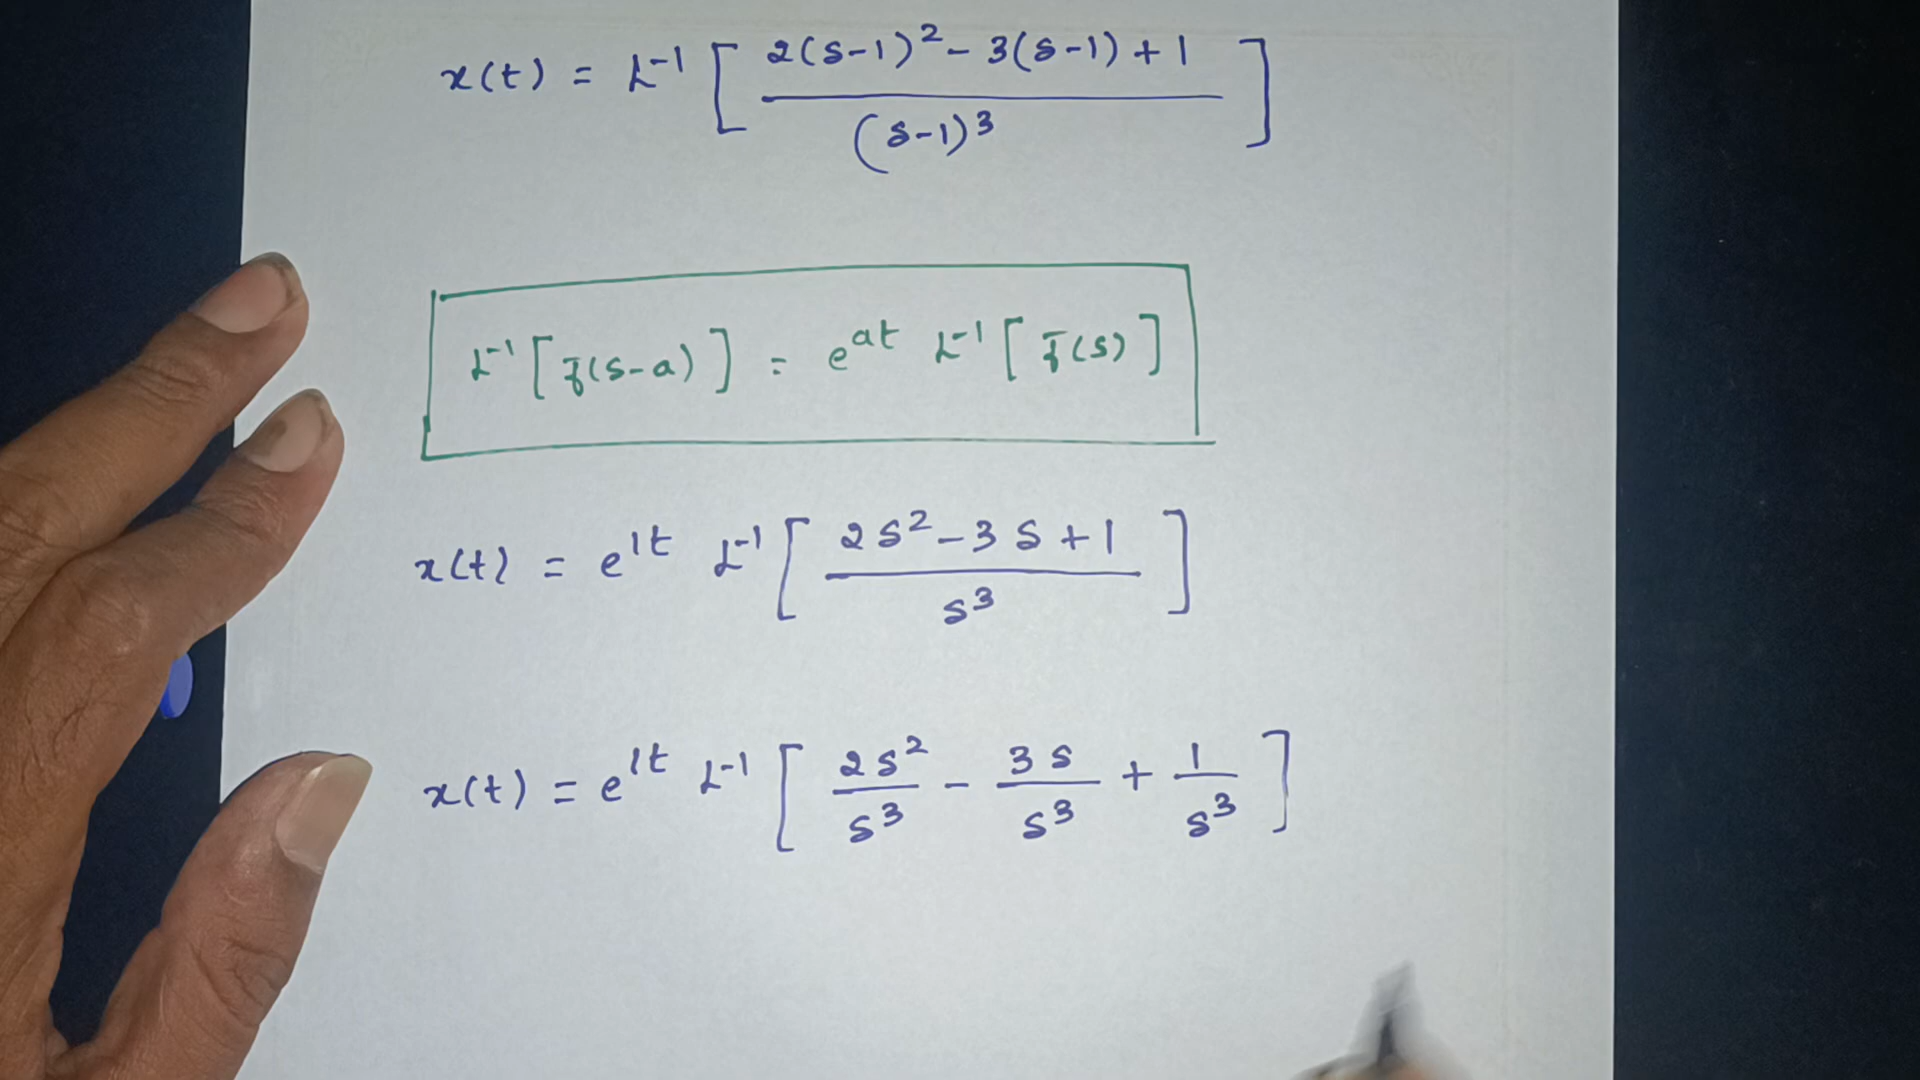 x(t) = L⁻¹ [ 2(s-1)² - 3(s-1) + 1 / (s-1)³ ]
L⁻¹ [ f̄(s-a) ] = e^at L⁻¹ [ f̄(s) ]
x(t) = e^1t L⁻¹ [ 2s² - 3s + 1 / s³ ]
x(t) = e^1t L⁻¹ [ 2s²/s³ - 3s/s³ + 1/s³ ]